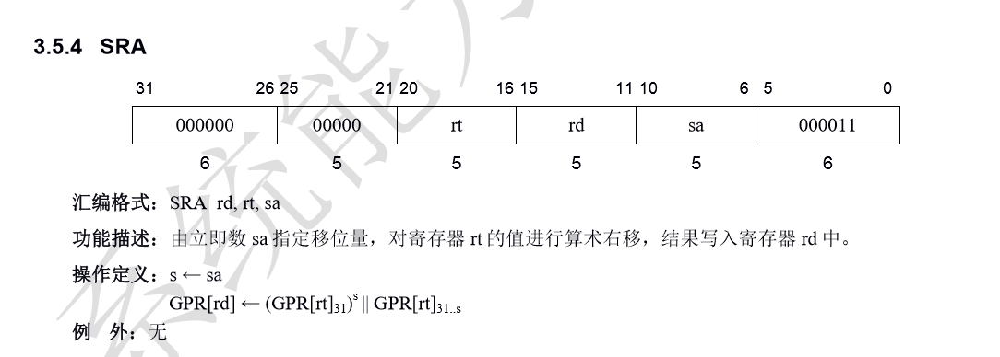 3.5.4 SRA
31 26 25 21 20 16 15 11 10 6 5 0
000000 00000 rt rd sa 000011
6 5 5 5 5 6
汇编格式：SRA rd, rt, sa
功能描述：由立即数 sa 指定移位量，对寄存器 rt 的值进行算术右移，结果写入寄存器 rd 中。
操作定义：s ← sa
GPR[rd] ← (GPR[rt]31)s || GPR[rt]31..s
例 外：无
系统能力